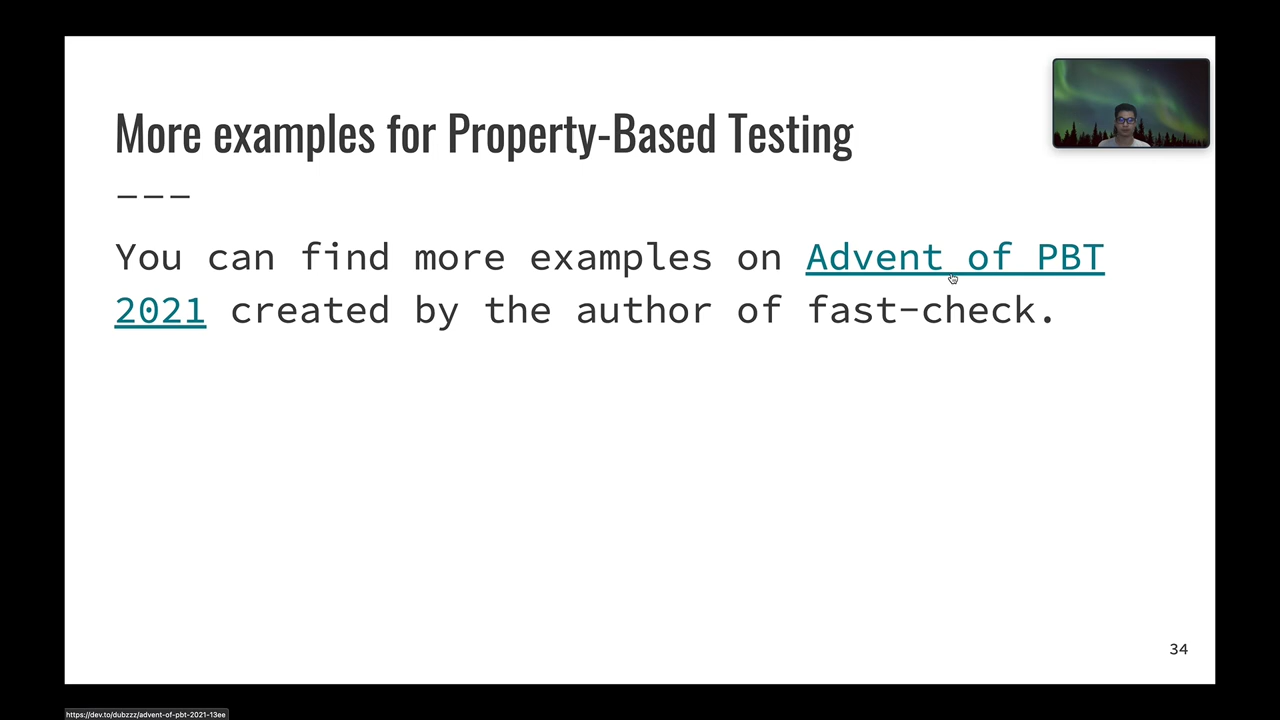 More examples for Property-Based Testing
---
You can find more examples on Advent of PBT
2021 created by the author of fast-check.
34
https://dev.to/dubzzz/advent-of-pbt-2021-13ee